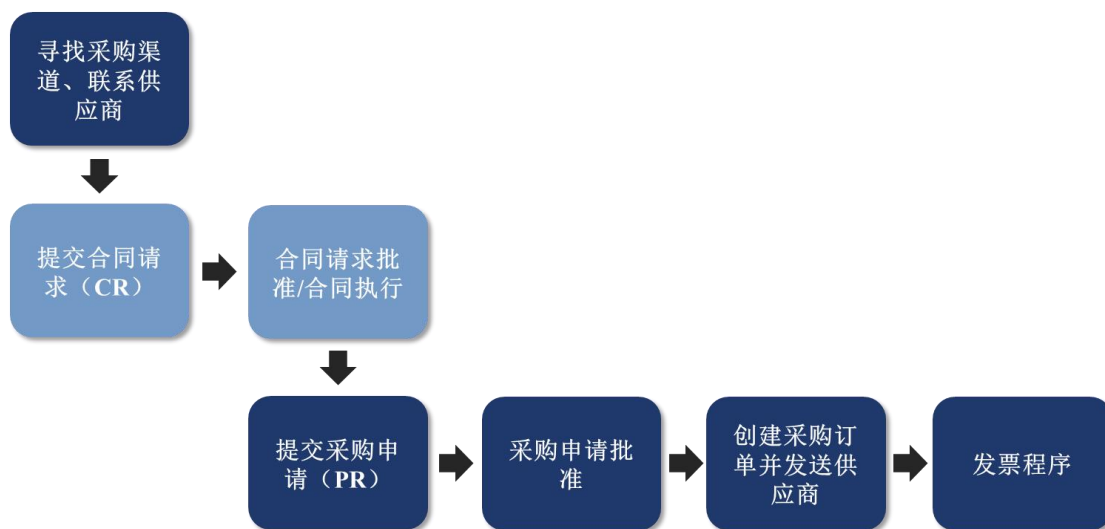 寻找采购渠
道、联系供
应商
提交合同请
求（CR）
合同请求批
准/合同执行
提交采购申
请（PR）
采购申请批
准
创建采购订
单并发送供
应商
发票程序